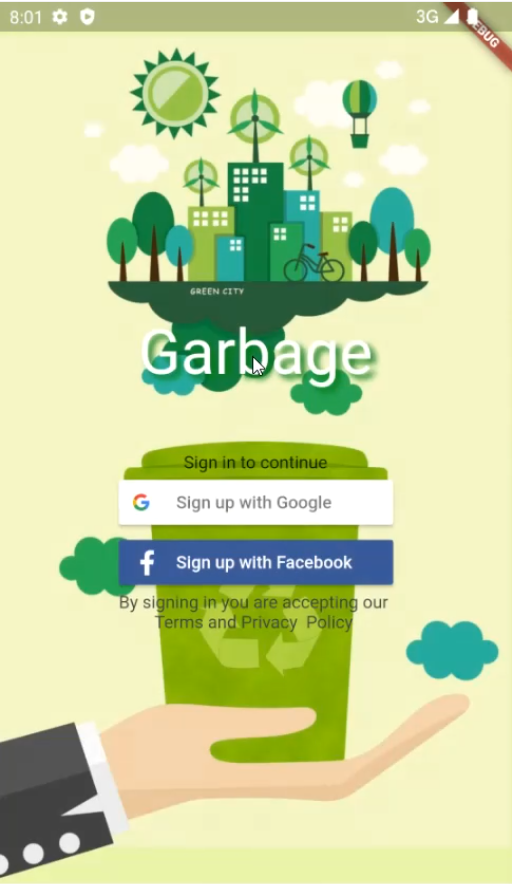 8:01 3G
DEBUG
GREEN CITY
Garbage
Sign in to continue
G Sign up with Google
f Sign up with Facebook
By signing in you are accepting our
Terms and Privacy Policy